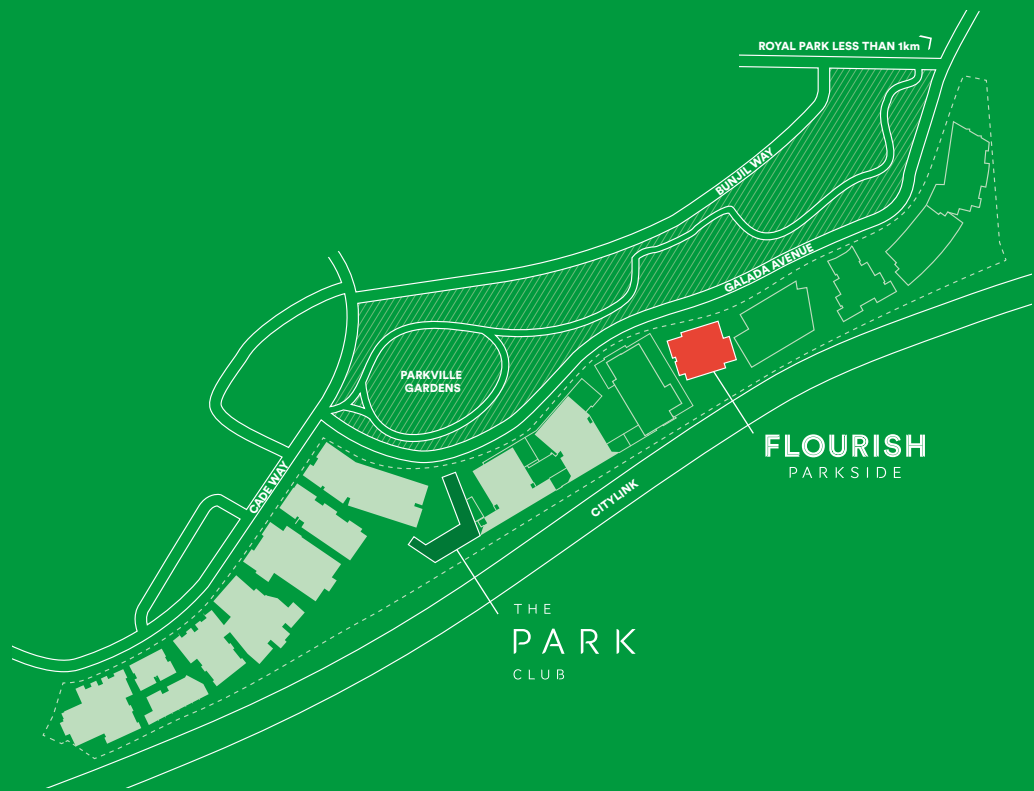 ROYAL PARK LESS THAN 1km
BUNJIL WAY
GALADA AVENUE
PARKVILLE
GARDENS
FLOURISH
PARKSIDE
CADE WAY
CITYLINK
THE
PARK
CLUB